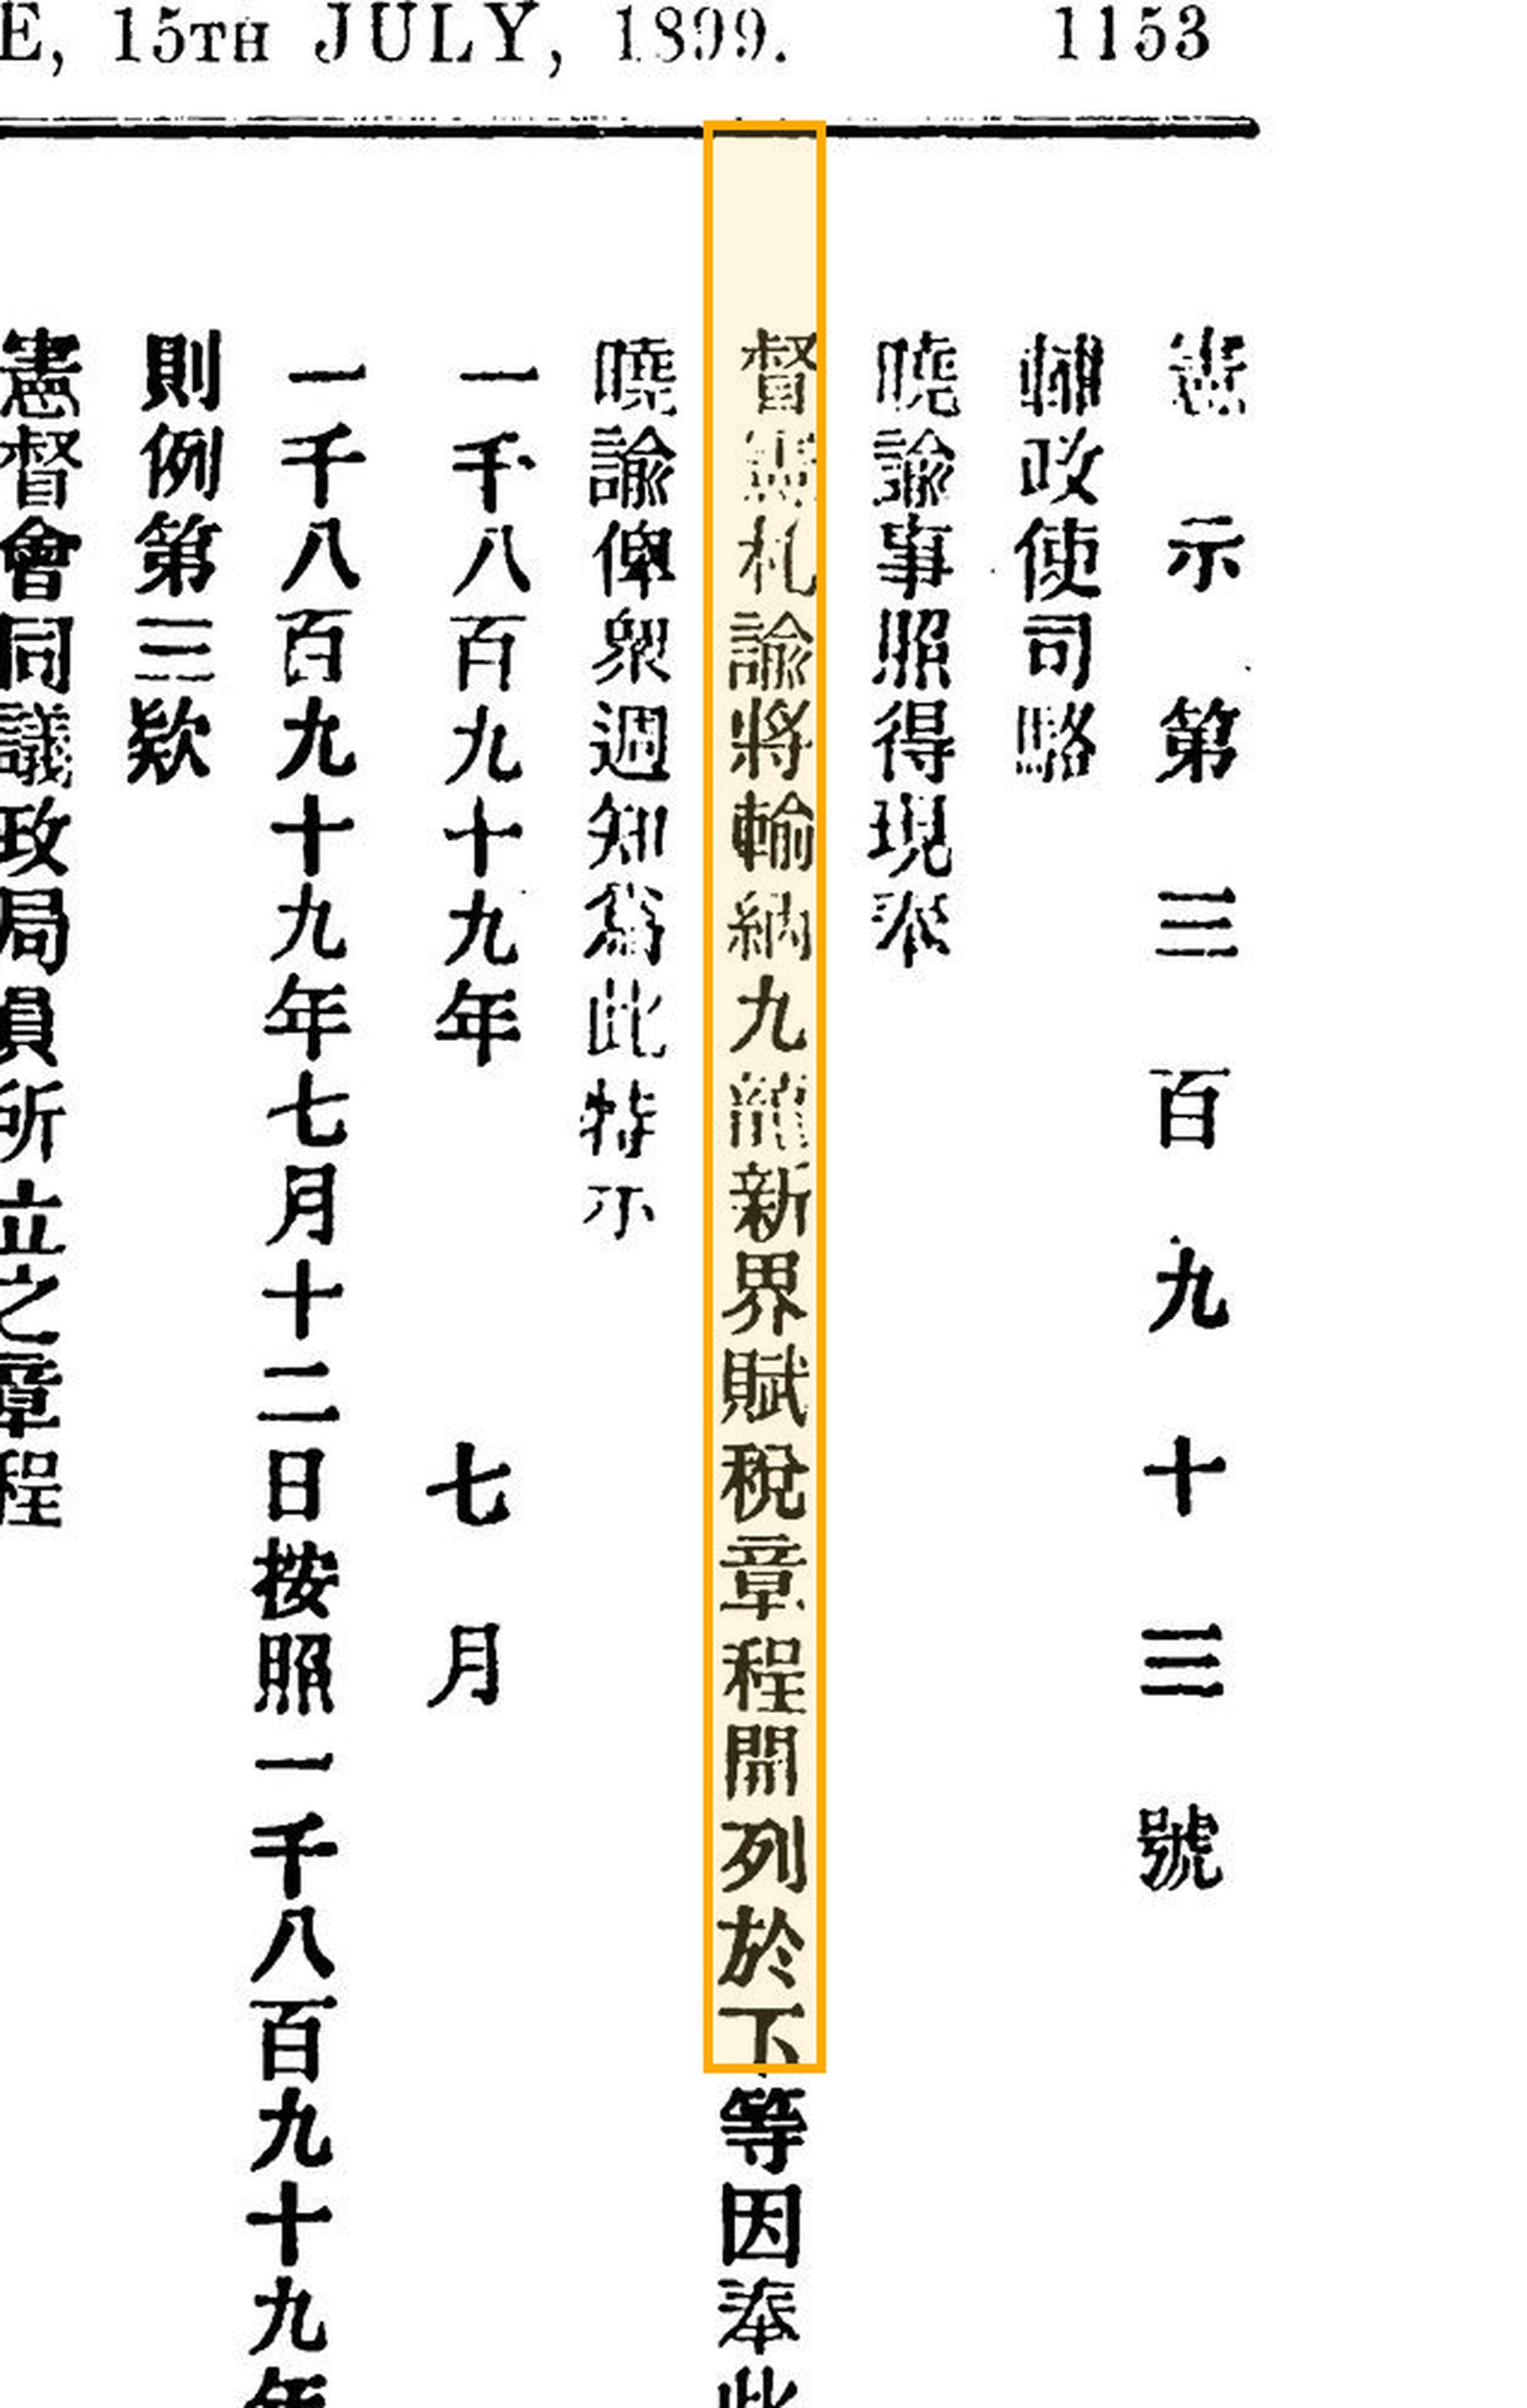 E, 15TH JULY, 1899. 1153
憲示第三百九十三號
輔政使司駱
曉諭事照得現奉
督憲札諭將輸納九龍新界賦稅章程開列於下等因奉此
曉諭俾衆週知爲此特示
一千八百九十九年 七月
一千八百九十九年七月十二日按照一千八百九十九年
則例第三欵
憲督會同議政局員所立之章程